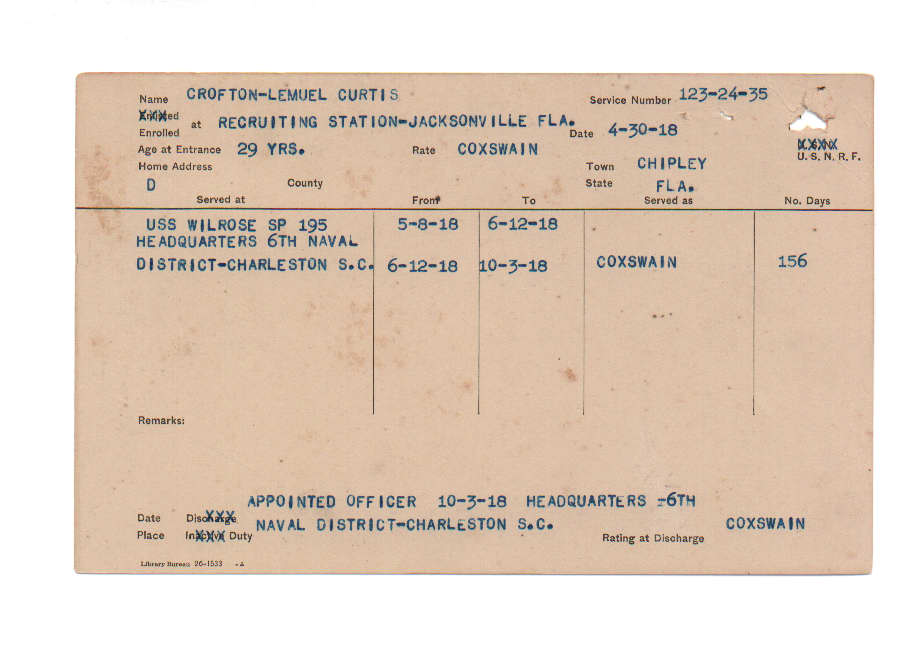 Name CROFTON-LEMUEL CURTIS Service Number 123-24-35
Enlisted
Enrolled at RECRUITING STATION-JACKSONVILLE FLA. Date 4-30-18
Age at Entrance 29 YRS. Rate COXSWAIN U. S. N. R. F.
Home Address Town CHIPLEY
D County State FLA.
Served at From To Served as No. Days
USS WILROSE SP 195 5-8-18 6-12-18
HEADQUARTERS 6TH NAVAL
DISTRICT-CHARLESTON S.C. 6-12-18 10-3-18 COXSWAIN 156
Remarks:
APPOINTED OFFICER 10-3-18 HEADQUARTERS -6TH
Date Discharge NAVAL DISTRICT-CHARLESTON S.C. COXSWAIN
Place Inactive Duty Rating at Discharge
Library Bureau 26-1533 -A